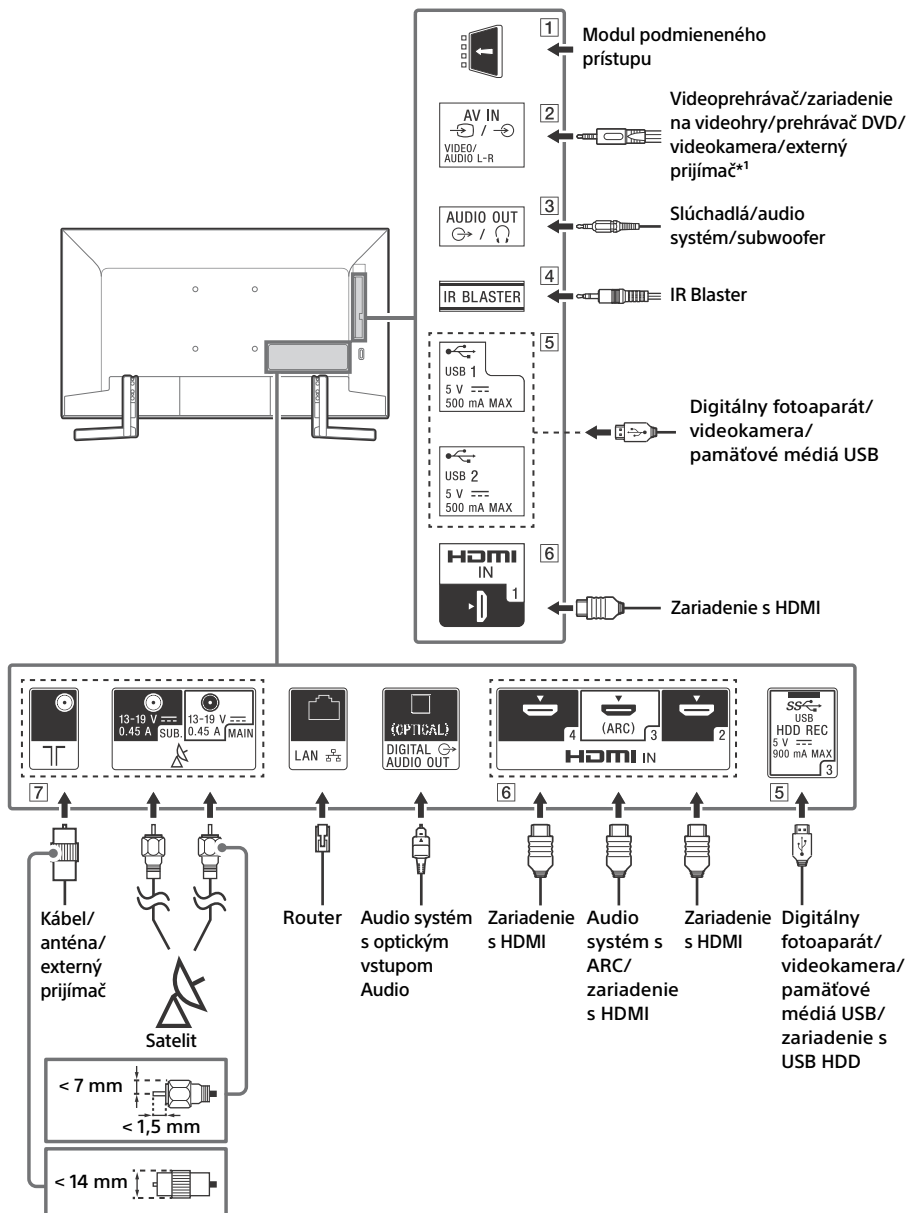 1
Modul podmieneného
prístupu
AV IN
/
VIDEO/
AUDIO L-R
2
Videoprehrávač/zariadenie
na videohry/prehrávač DVD/
videokamera/externý
prijímač*1
AUDIO OUT
/
3
Slúchadlá/audio
systém/subwoofer
4
IR BLASTER
IR Blaster
5
USB 1
5 V
500 mA MAX
USB 2
5 V
500 mA MAX
Digitálny fotoaparát/
videokamera/
pamäťové médiá USB
HDMI
IN
1
6
Zariadenie s HDMI
13-19 V
0.45 A SUB.
13-19 V
0.45 A MAIN
LAN
(OPTICAL)
DIGITAL
AUDIO OUT
4
(ARC)
3
2
HDMI IN
SS
USB
HDD REC
5 V
900 mA MAX
3
7
6
5
Kábel/
anténa/
externý
prijímač
Satelit
Router
Audio systém
s optickým
vstupom
Audio
Zariadenie
s HDMI
Audio
systém s
ARC/
zariadenie
s HDMI
Zariadenie
s HDMI
Digitálny
fotoaparát/
videokamera/
pamäťové
médiá USB/
zariadenie s
USB HDD
< 7 mm
< 1,5 mm
< 14 mm